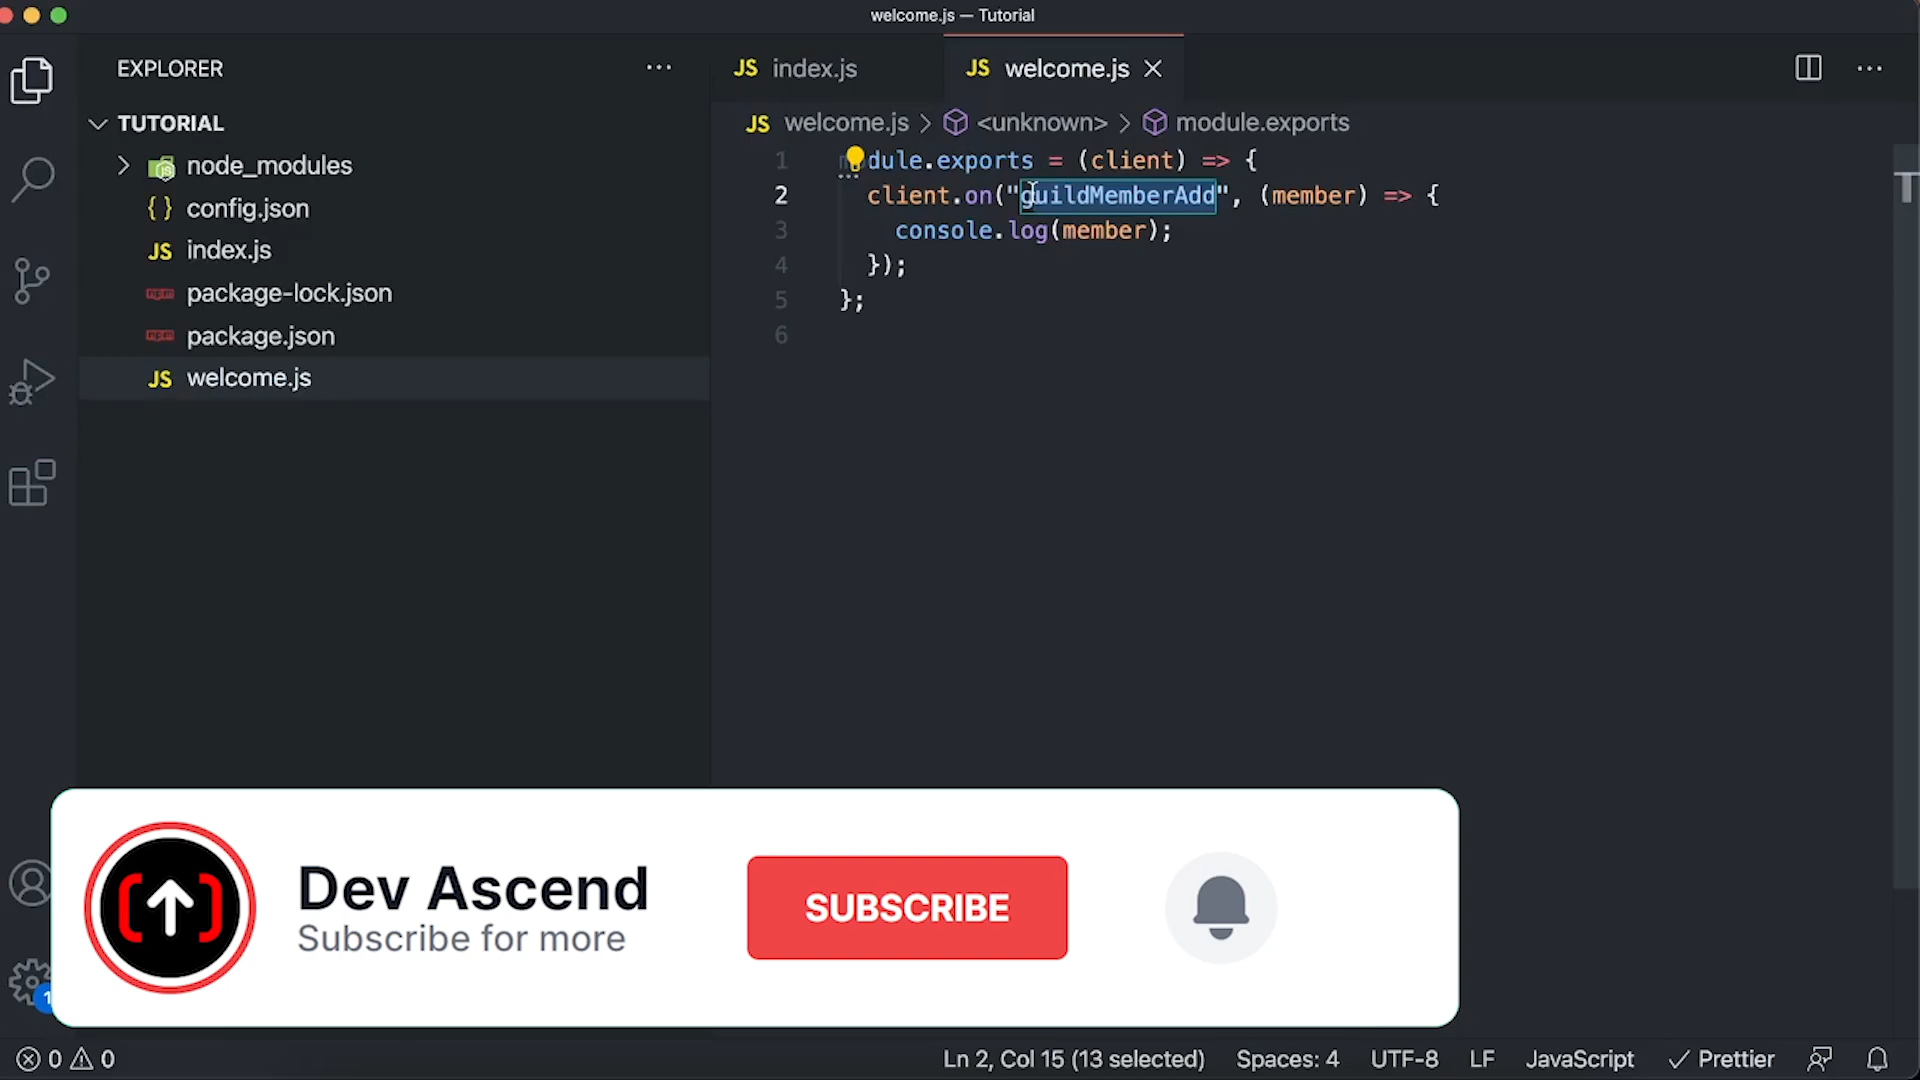 welcome.js — Tutorial
EXPLORER
TUTORIAL
node_modules
config.json
index.js
package-lock.json
package.json
welcome.js
JS index.js
JS welcome.js
JS welcome.js > <unknown> > module.exports
1 module.exports = (client) => {
2 client.on("guildMemberAdd", (member) => {
3 console.log(member);
4 });
5 };
6
Dev Ascend
Subscribe for more
SUBSCRIBE
1
0 0 Ln 2, Col 15 (13 selected) Spaces: 4 UTF-8 LF JavaScript Prettier